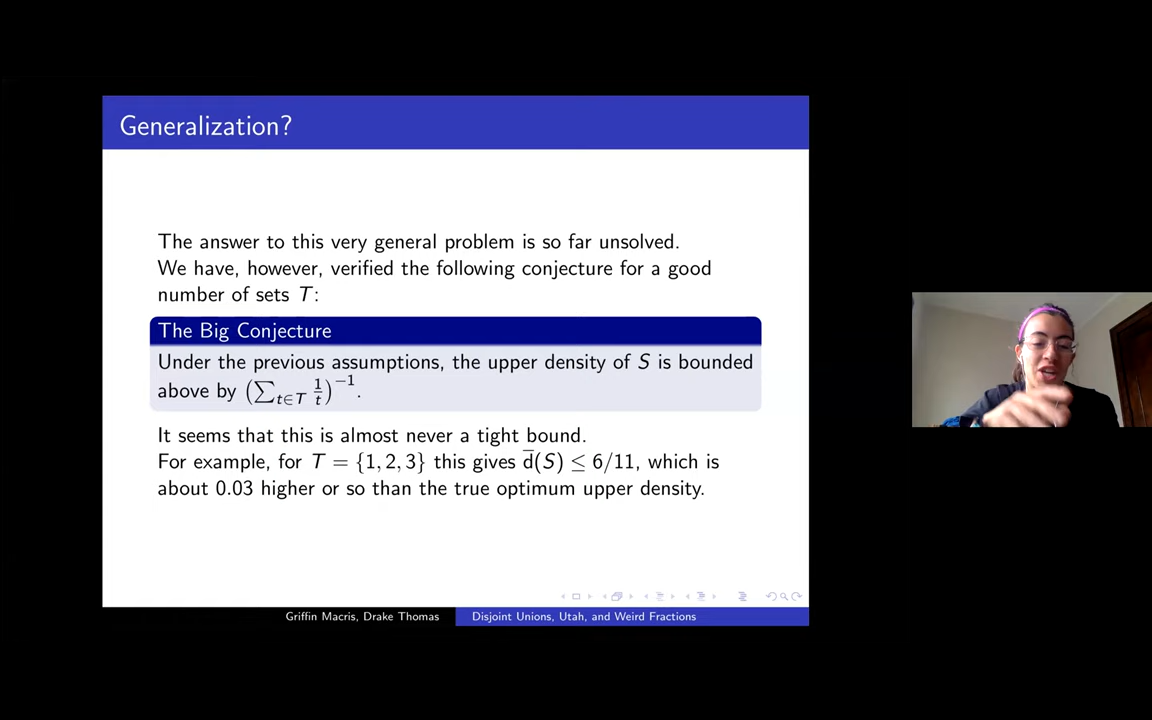 Generalization?
The answer to this very general problem is so far unsolved.
We have, however, verified the following conjecture for a good
number of sets T:
The Big Conjecture
Under the previous assumptions, the upper density of S is bounded
above by (∑_{t∈T} 1/t)^{−1}.
It seems that this is almost never a tight bound.
For example, for T = {1, 2, 3} this gives d̅(S) ≤ 6/11, which is
about 0.03 higher or so than the true optimum upper density.
Griffin Macris, Drake Thomas
Disjoint Unions, Utah, and Weird Fractions